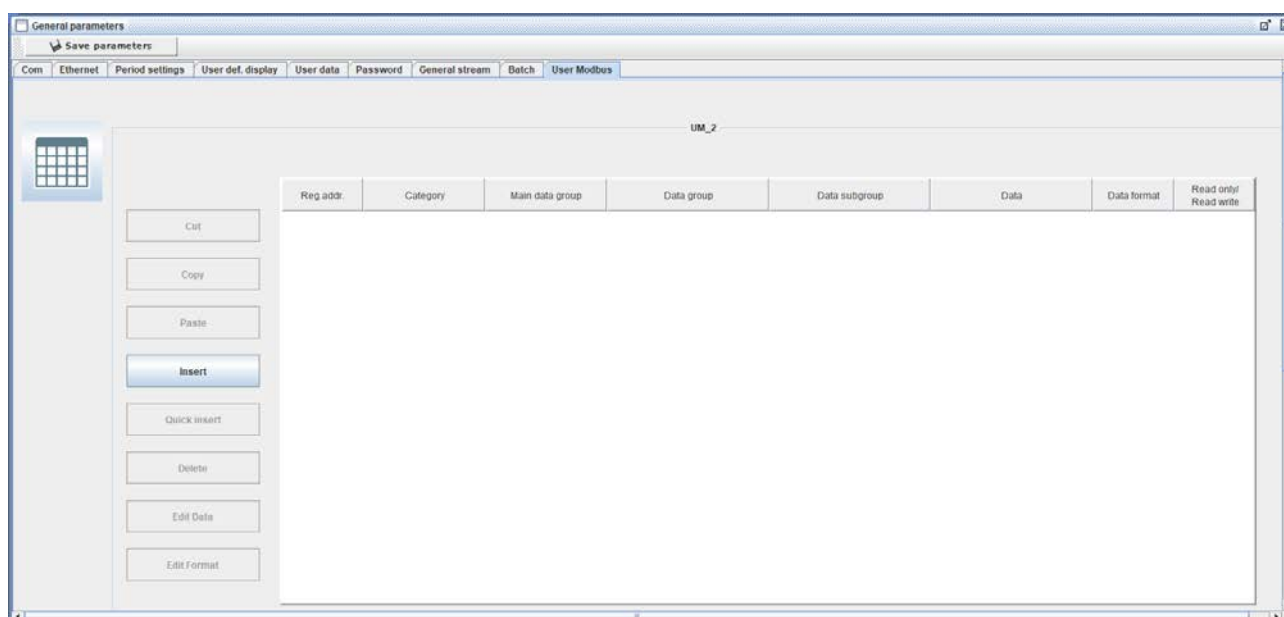 General parameters
Save parameters
Com Ethernet Period settings User def. display User data Password General stream Batch User Modbus
UM_2
Reg.addr. Category Main data group Data group Data subgroup Data Data format Read only/
Read write
Cut
Copy
Paste
Insert
Quick insert
Delete
Edit Data
Edit Format